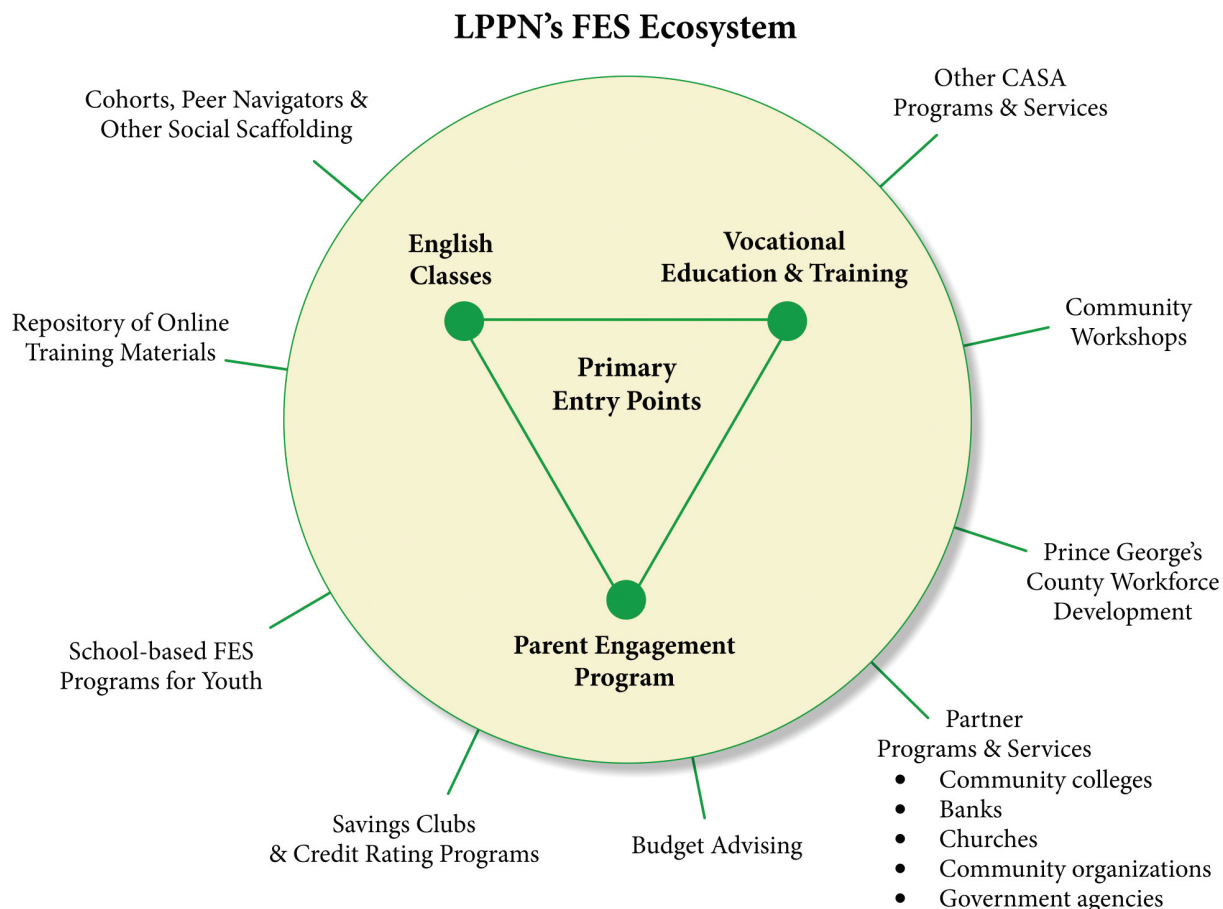 LPPN’s FES Ecosystem
Cohorts, Peer Navigators &
Other Social Scaffolding
Other CASA
Programs & Services
English
Classes
Vocational
Education & Training
Repository of Online
Training Materials
Community
Workshops
Primary
Entry Points
Prince George’s
County Workforce
Development
School-based FES
Programs for Youth
Parent Engagement
Program
Partner
Programs & Services
• Community colleges
• Banks
• Churches
• Community organizations
• Government agencies
Savings Clubs
& Credit Rating Programs
Budget Advising